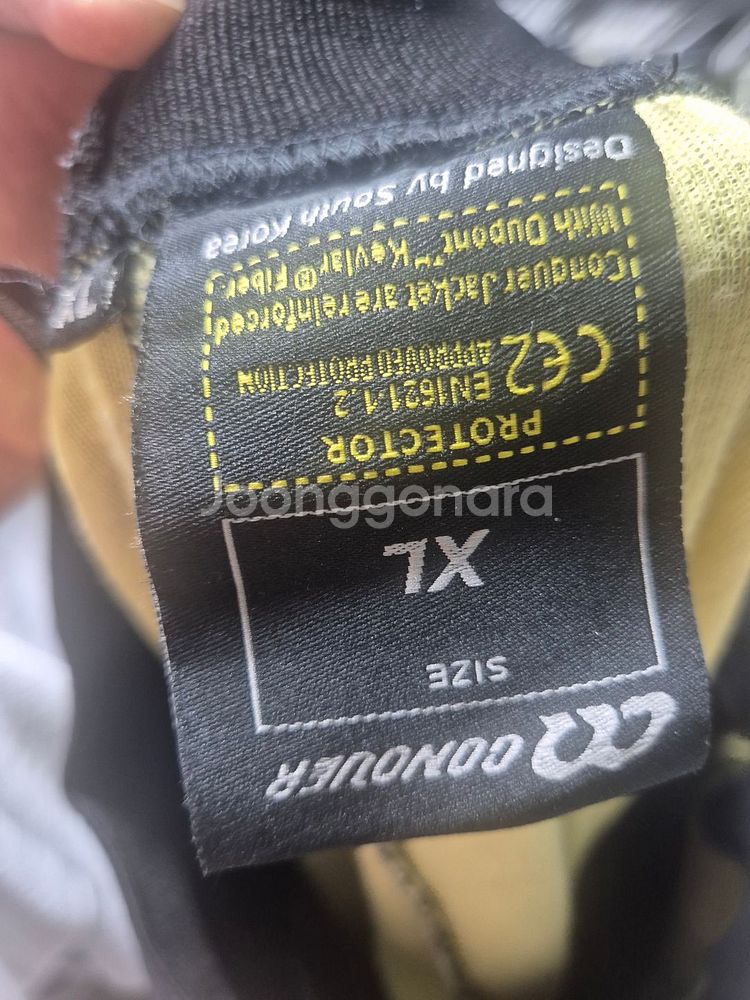 CONQUER
SIZE
XL
PROTECTOR
EN1621-1,2
APPROVED PROTECTION
CE2
Conquer Jacket are reinforced
With Dupont™ Kevlar® Fiber.
Designed by South Korea
Joonggonara